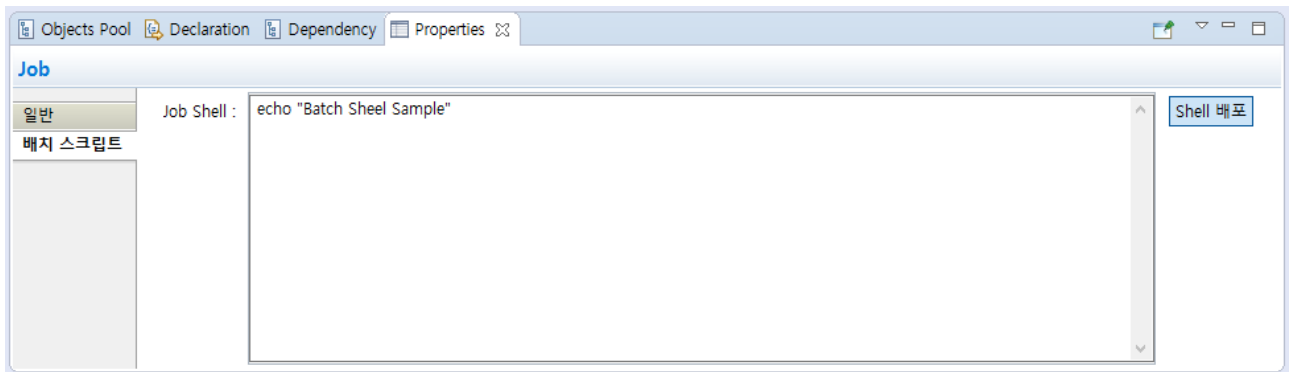 Objects Pool Declaration Dependency Properties
Job
일반
배치 스크립트
Job Shell :
echo "Batch Sheel Sample"
Shell 배포